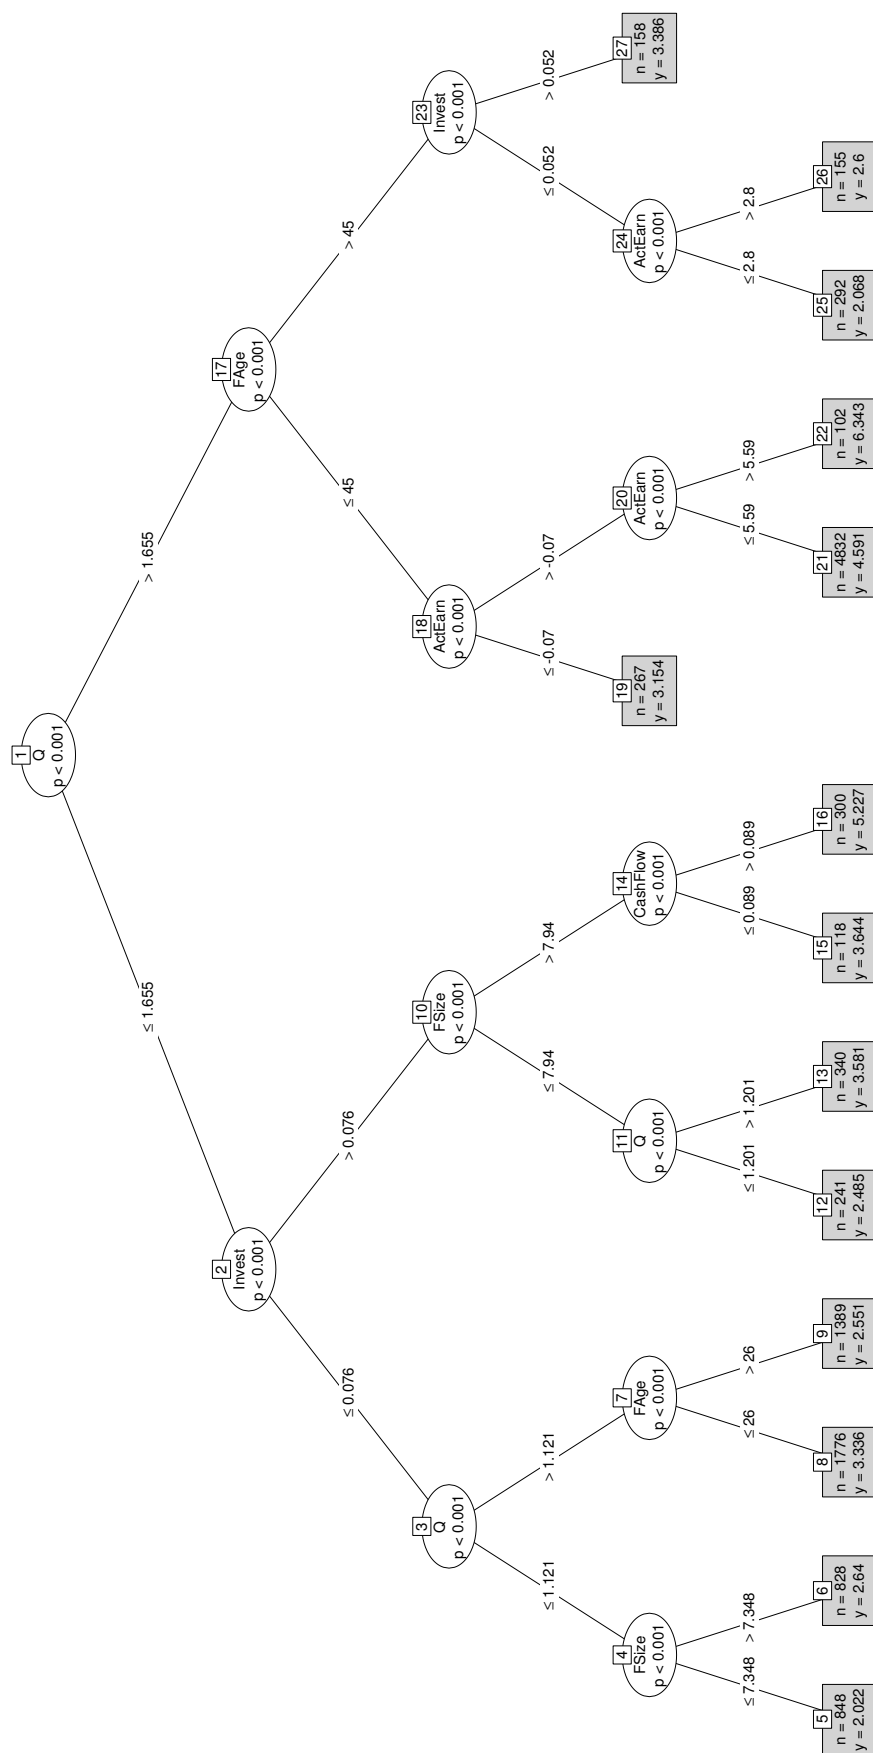 1
Q
p < 0.001
≤ 1.655
> 1.655
2
Invest
p < 0.001
≤ 0.076
> 0.076
3
Q
p < 0.001
≤ 1.121
> 1.121
4
FSize
p < 0.001
≤ 7.348
> 7.348
5
n = 848
y = 2.022
6
n = 828
y = 2.64
7
FAge
p < 0.001
≤ 26
> 26
8
n = 1776
y = 3.336
9
n = 1389
y = 2.551
10
FSize
p < 0.001
≤ 7.94
> 7.94
11
Q
p < 0.001
≤ 1.201
> 1.201
12
n = 241
y = 2.485
13
n = 340
y = 3.581
14
CashFlow
p < 0.001
≤ 0.089
> 0.089
15
n = 118
y = 3.644
16
n = 300
y = 5.227
17
FAge
p < 0.001
≤ 45
> 45
18
ActEarn
p < 0.001
≤ -0.07
> -0.07
19
n = 267
y = 3.154
20
ActEarn
p < 0.001
≤ 5.59
> 5.59
21
n = 4832
y = 4.591
22
n = 102
y = 6.343
23
Invest
p < 0.001
≤ 0.052
> 0.052
24
ActEarn
p < 0.001
≤ 2.8
> 2.8
25
n = 292
y = 2.068
26
n = 155
y = 2.6
27
n = 158
y = 3.386